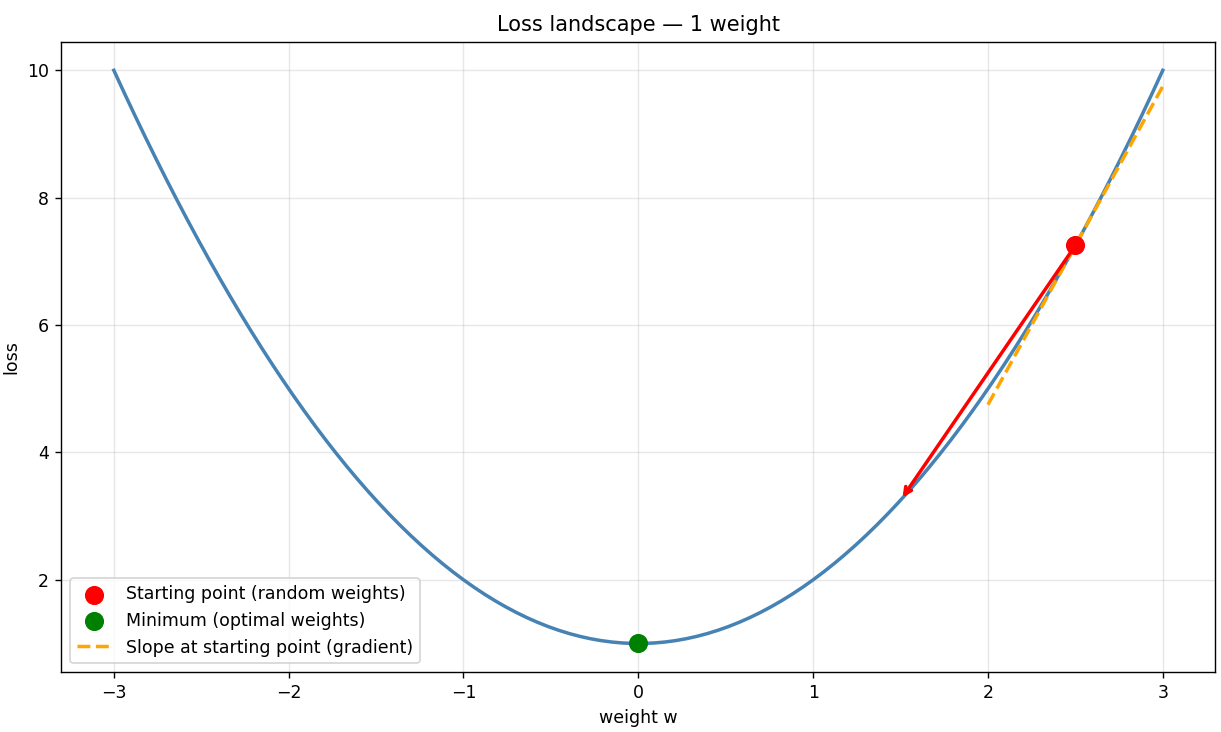 Loss landscape — 1 weight
10
8
6
4
2
loss
Starting point (random weights)
Minimum (optimal weights)
Slope at starting point (gradient)
−3
−2
−1
0
1
2
3
weight w